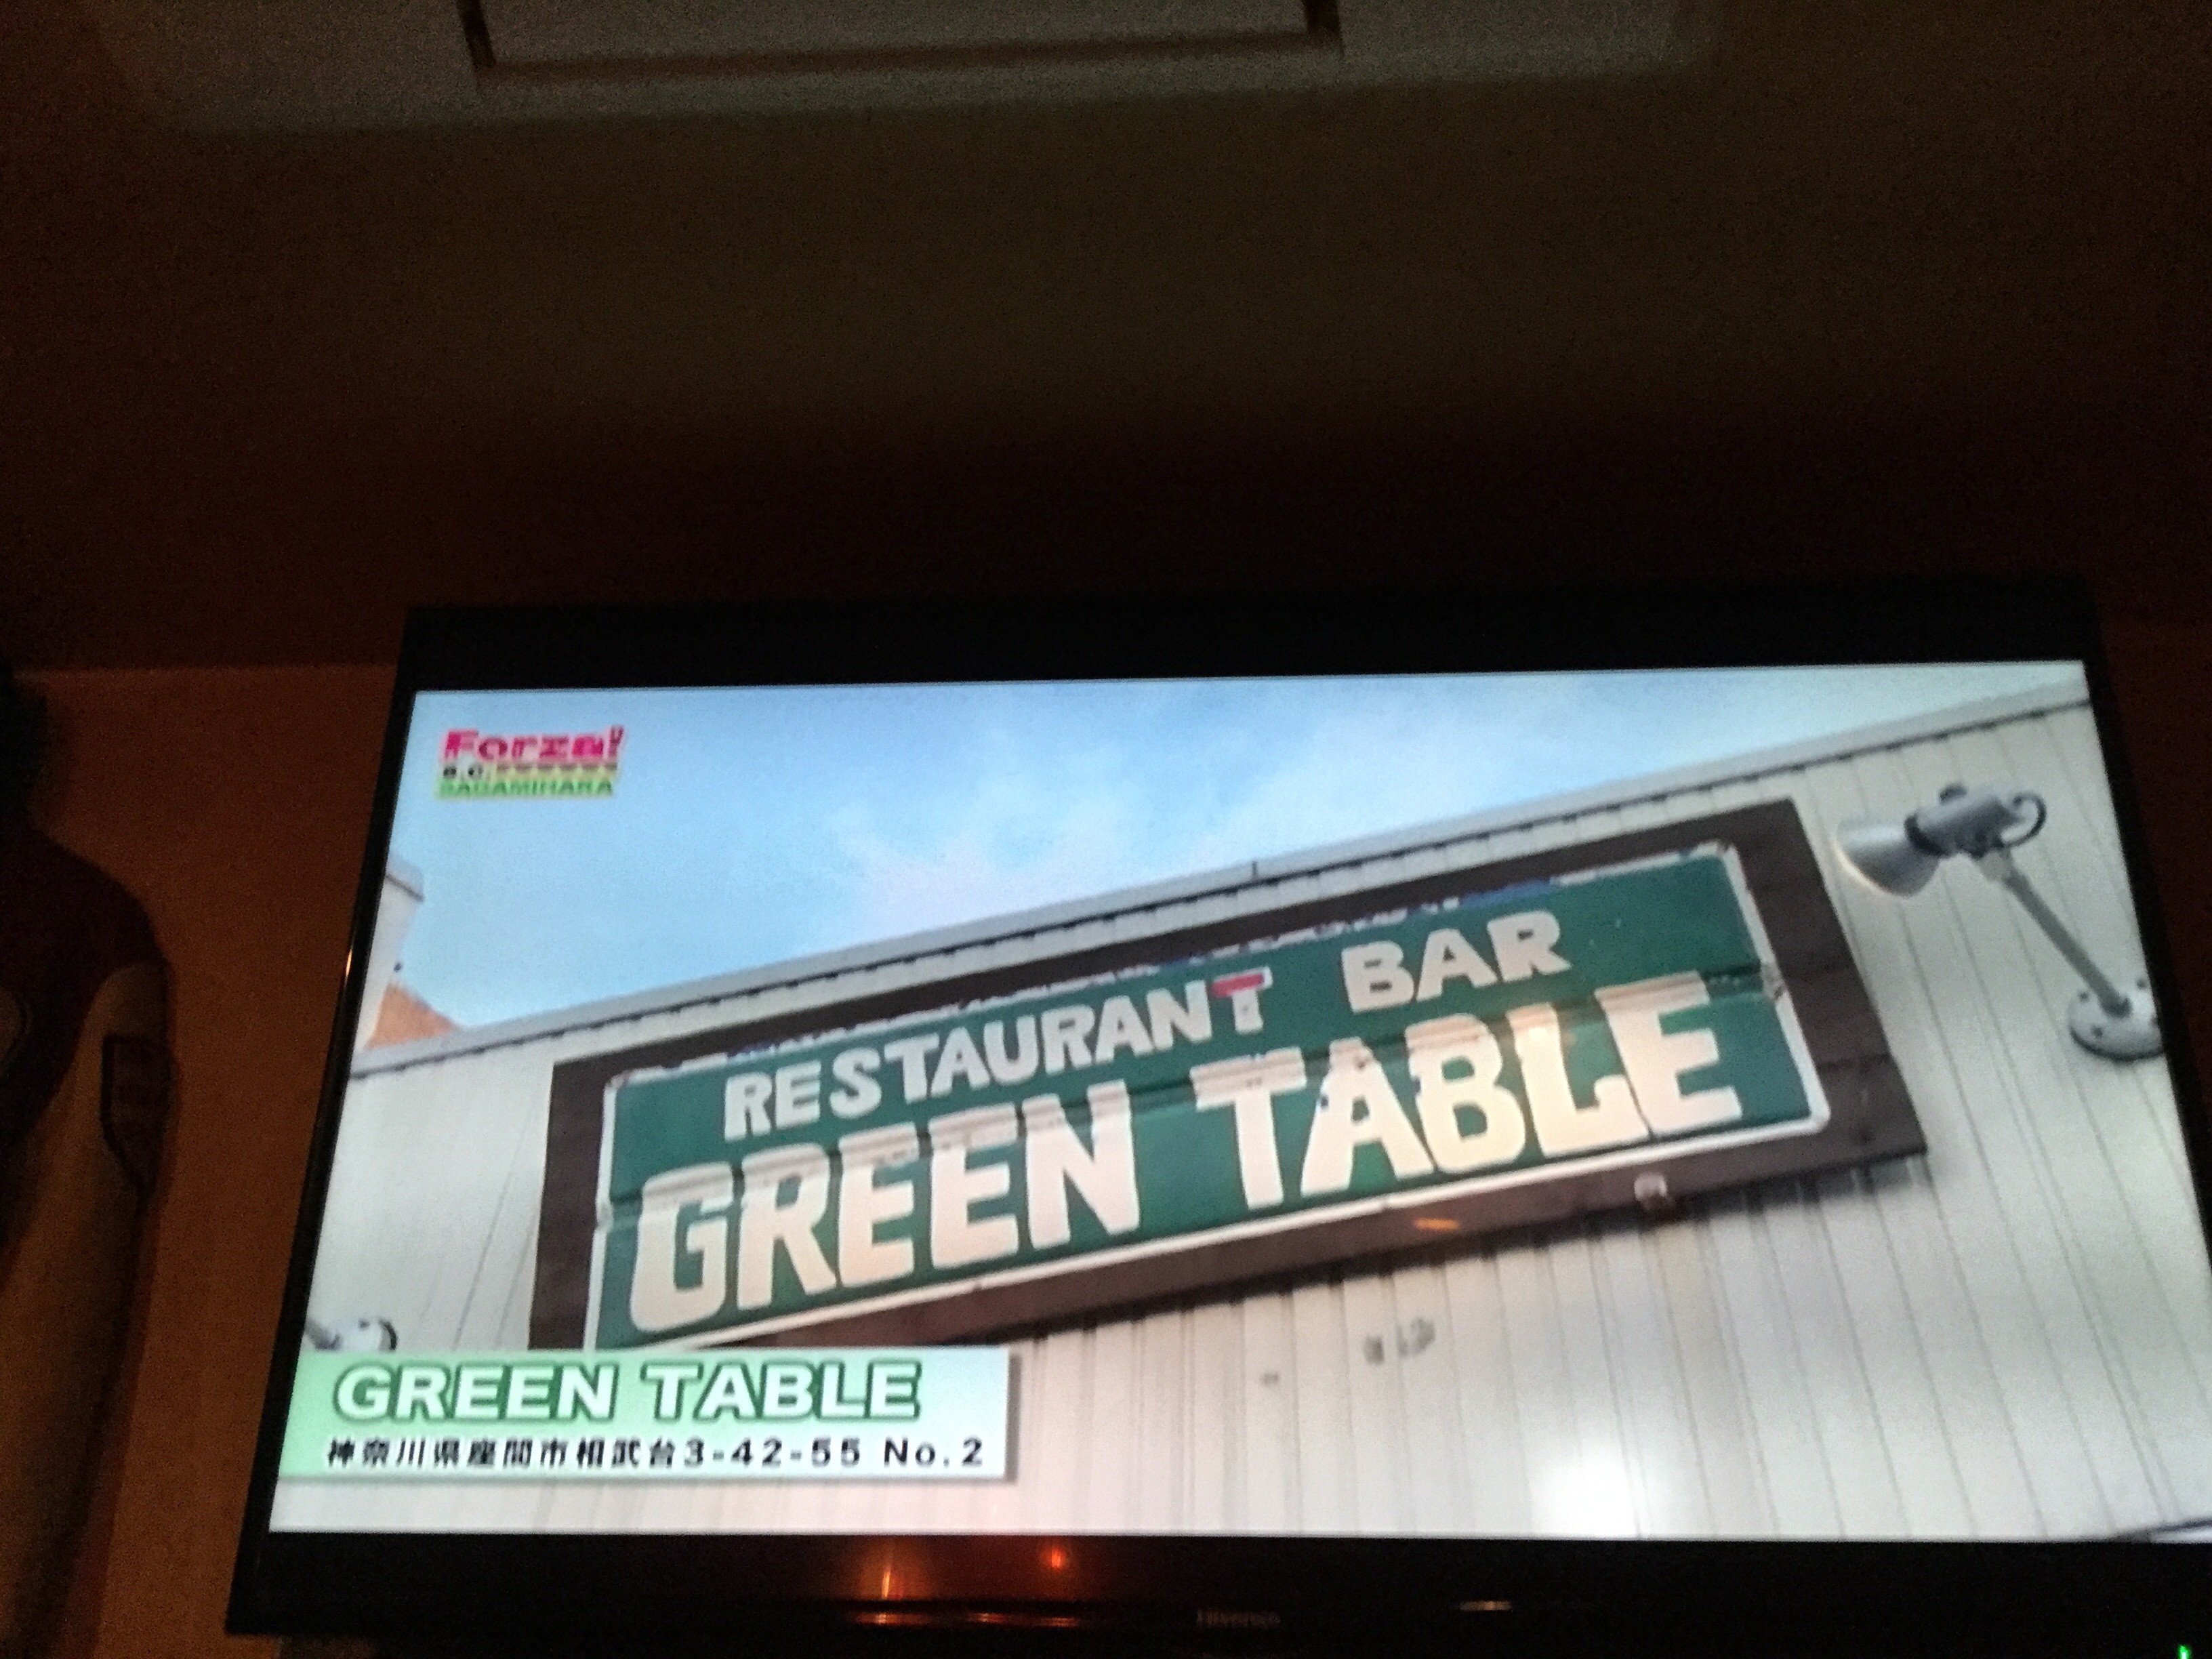 Forza!
S.C.
SAGAMIHARA
RESTAURANT BAR
GREEN TABLE
GREEN TABLE
神奈川県座間市相武台3-42-55 No.2
Hisense